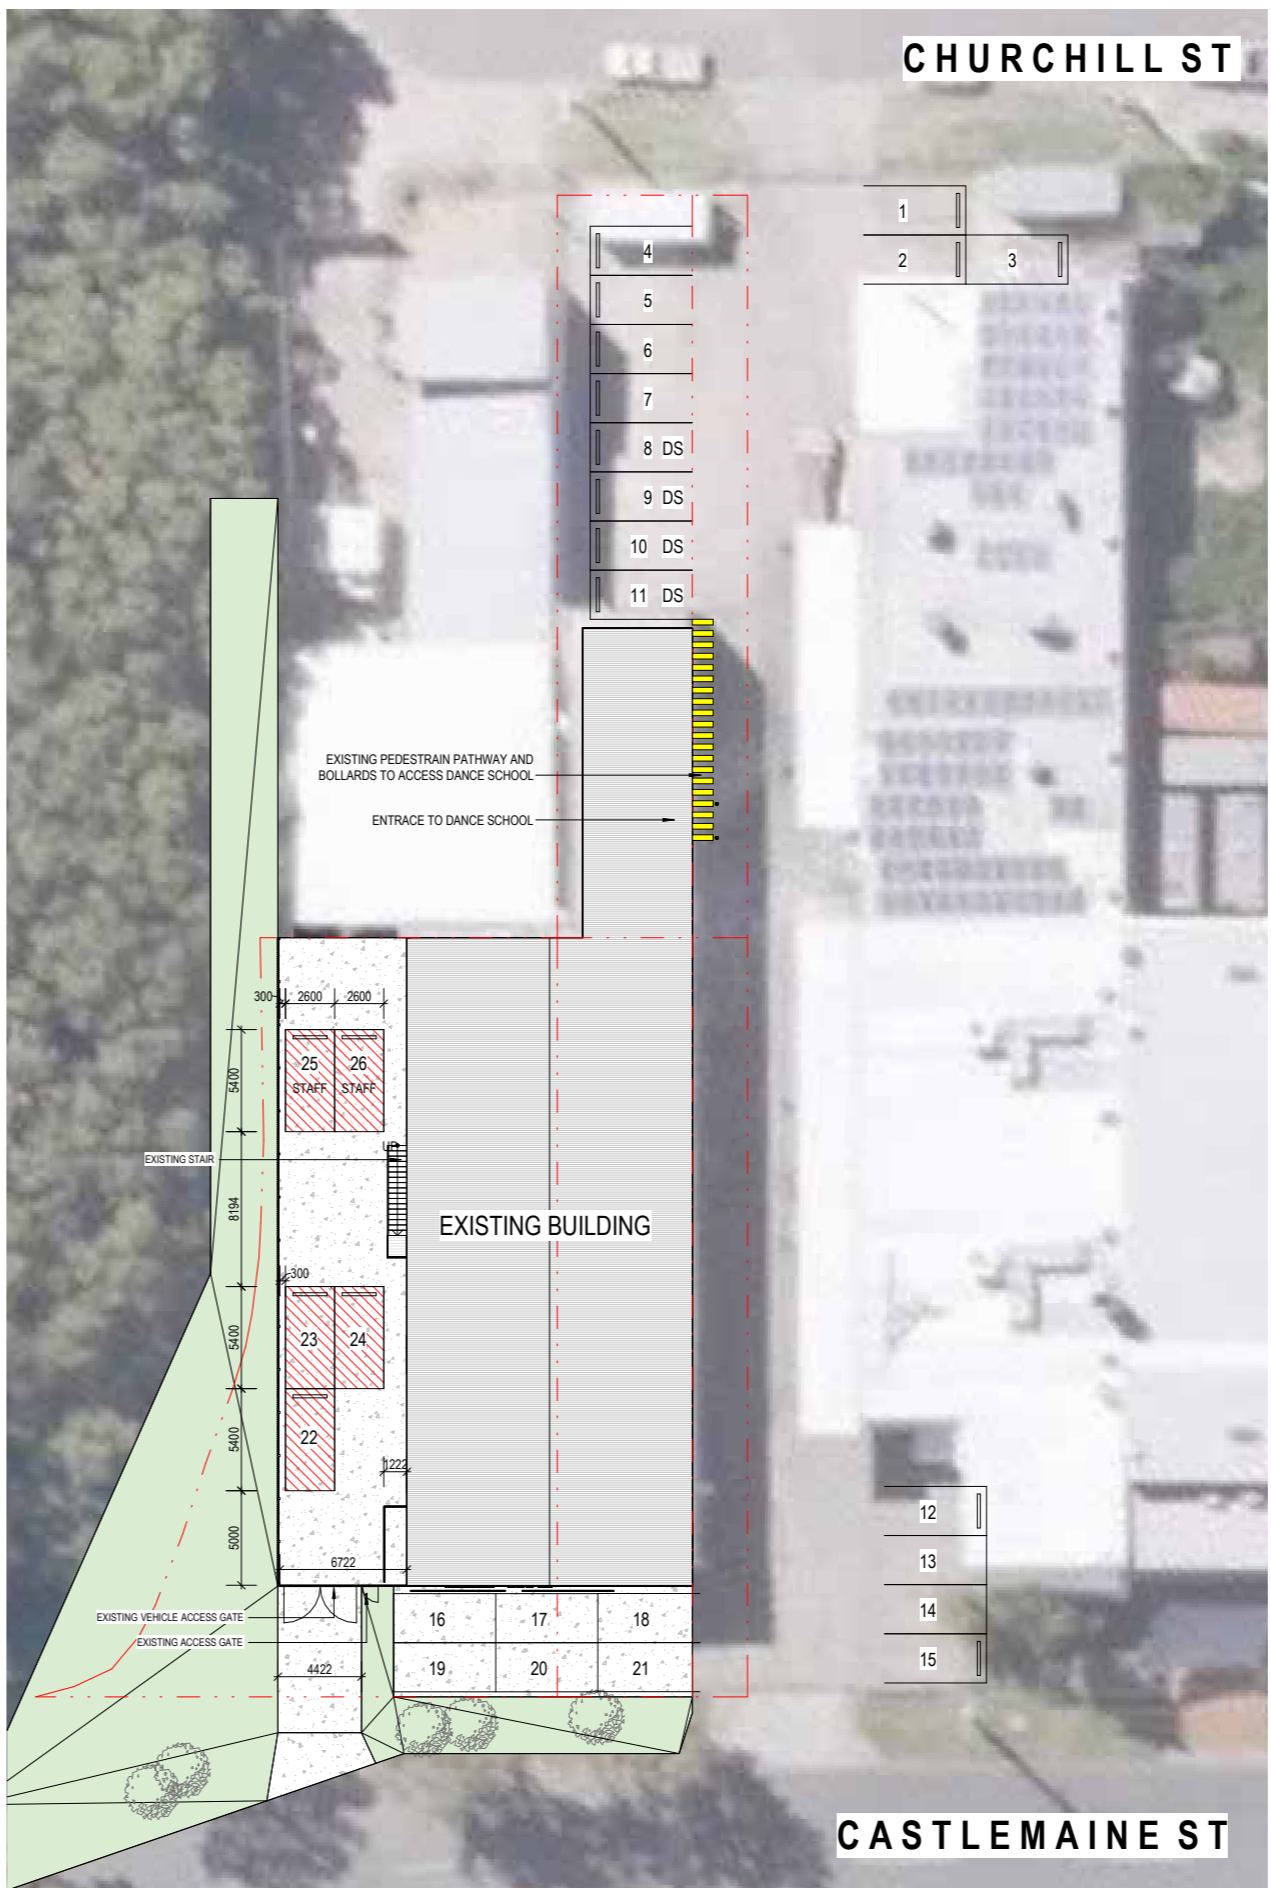 CHURCHILL ST
1
2
3
4
5
6
7
8 DS
9 DS
10 DS
11 DS
EXISTING PEDESTRAIN PATHWAY AND
BOLLARDS TO ACCESS DANCE SCHOOL
ENTRACE TO DANCE SCHOOL
300
2600
2600
5400
25
STAFF
26
STAFF
UP
EXISTING STAIR
8194
EXISTING BUILDING
300
5400
23
24
5400
22
1222
5000
6722
12
13
14
15
EXISTING VEHICLE ACCESS GATE
EXISTING ACCESS GATE
16
17
18
19
20
21
4422
CASTLEMAINE ST